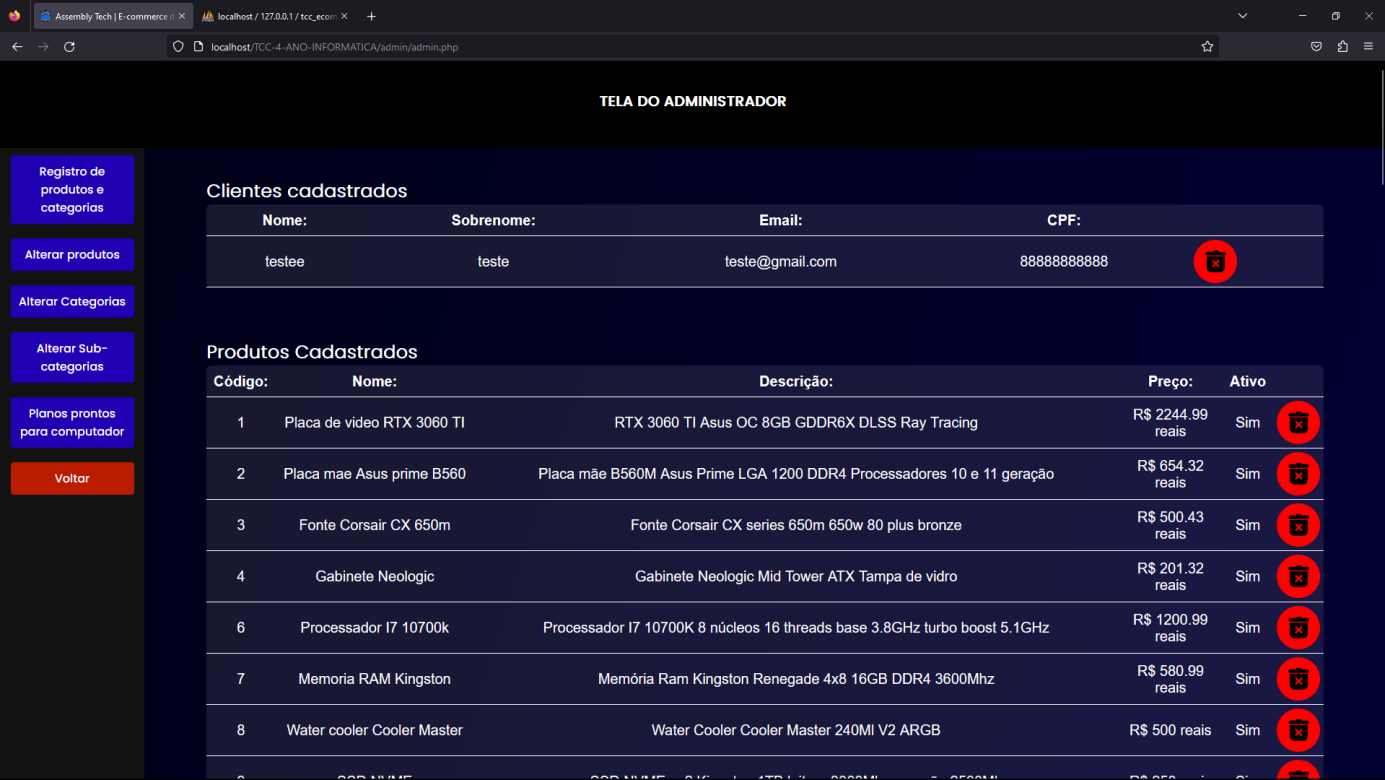 Assembly Tech | E-commerce d
localhost / 127.0.0.1 / tcc_ecom
localhost/TCC-4-ANO-INFORMATICA/admin/admin.php
TELA DO ADMINISTRADOR
Registro de
produtos e
categorias
Alterar produtos
Alterar Categorias
Alterar Sub-
categorias
Planos prontos
para computador
Voltar
Clientes cadastrados
Nome: Sobrenome: Email: CPF:
testee teste teste@gmail.com 88888888888
Produtos Cadastrados
Código: Nome: Descrição: Preço: Ativo
1 Placa de video RTX 3060 TI RTX 3060 TI Asus OC 8GB GDDR6X DLSS Ray Tracing R$ 2244.99 reais Sim
2 Placa mae Asus prime B560 Placa mãe B560M Asus Prime LGA 1200 DDR4 Processadores 10 e 11 geração R$ 654.32 reais Sim
3 Fonte Corsair CX 650m Fonte Corsair CX series 650m 650w 80 plus bronze R$ 500.43 reais Sim
4 Gabinete Neologic Gabinete Neologic Mid Tower ATX Tampa de vidro R$ 201.32 reais Sim
6 Processador I7 10700k Processador I7 10700K 8 núcleos 16 threads base 3.8GHz turbo boost 5.1GHz R$ 1200.99 reais Sim
7 Memoria RAM Kingston Memória Ram Kingston Renegade 4x8 16GB DDR4 3600Mhz R$ 580.99 reais Sim
8 Water cooler Cooler Master Water Cooler Cooler Master 240Ml V2 ARGB R$ 500 reais Sim